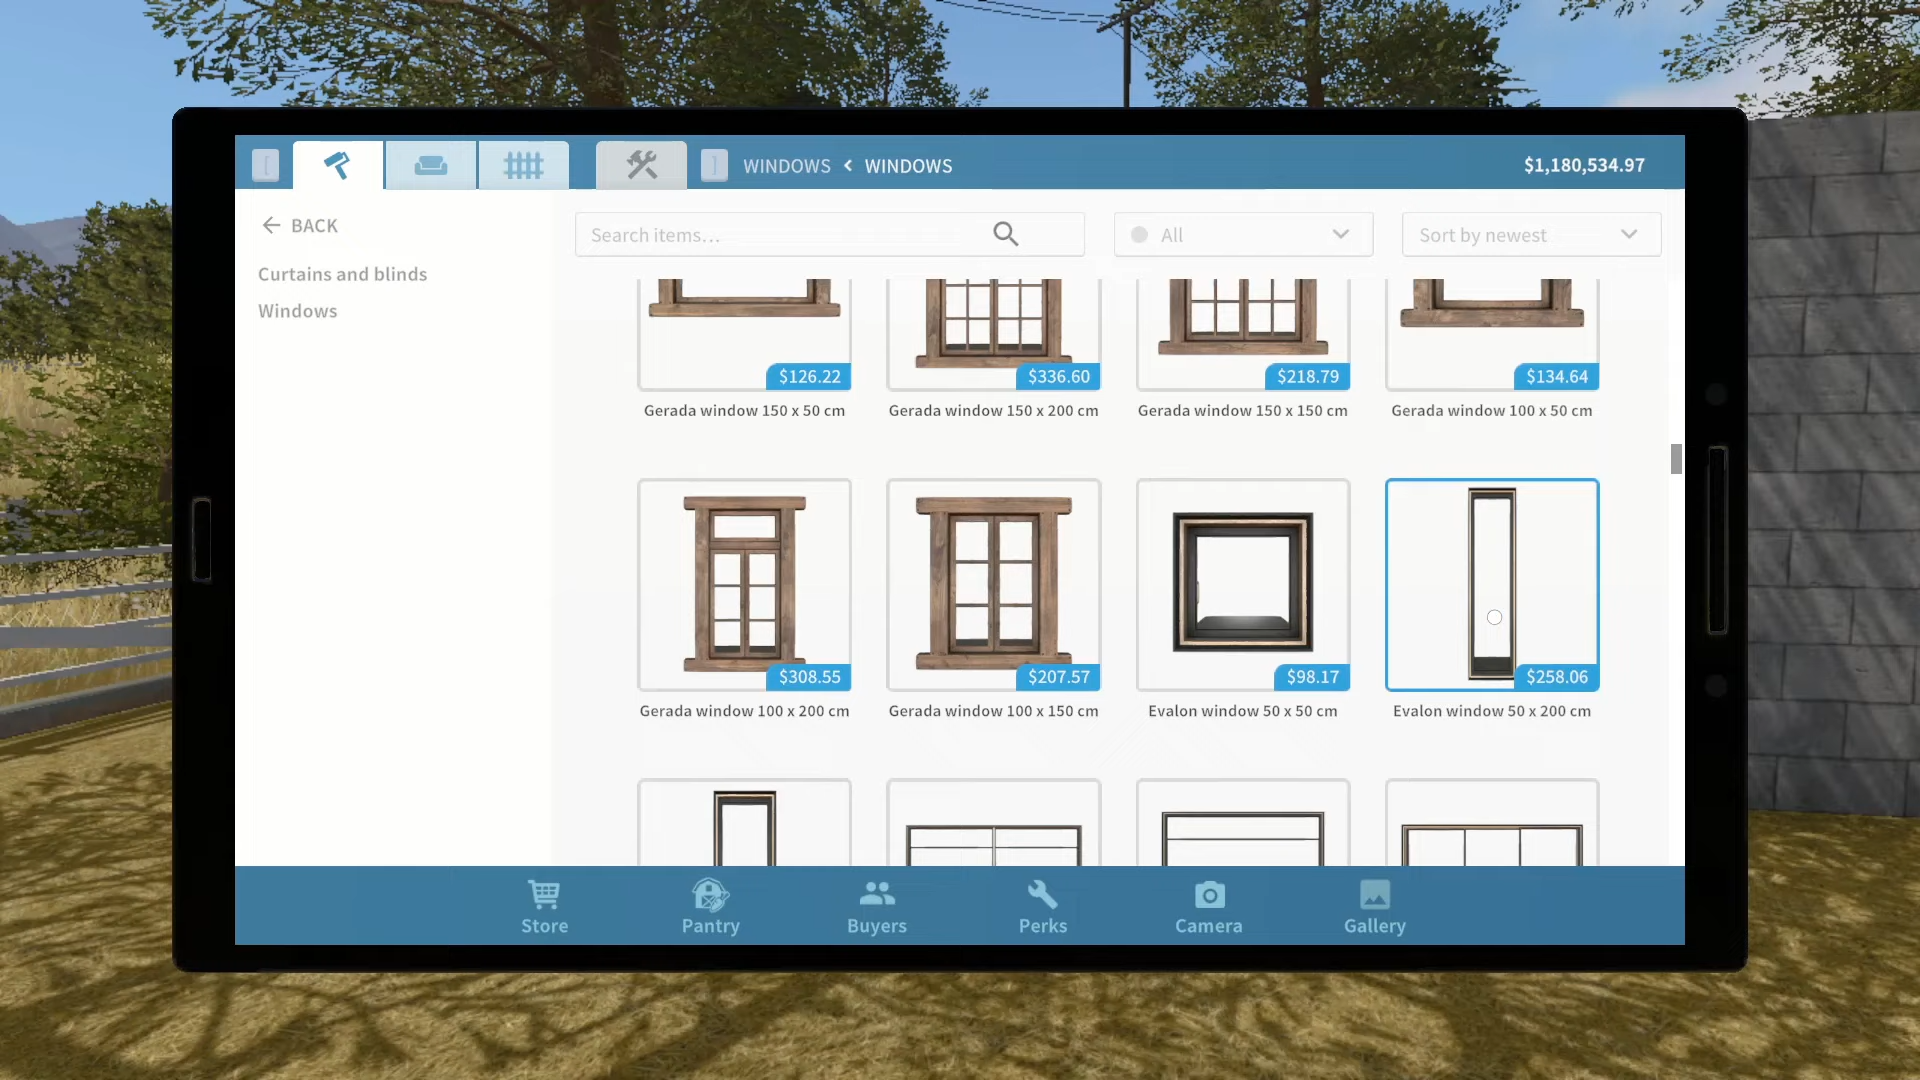 [
]
WINDOWS < WINDOWS
$1,180,534.97
BACK
Curtains and blinds
Windows
Search items...
All
Sort by newest
$126.22
$336.60
$218.79
$134.64
Gerada window 150 x 50 cm
Gerada window 150 x 200 cm
Gerada window 150 x 150 cm
Gerada window 100 x 50 cm
$308.55
$207.57
$98.17
$258.06
Gerada window 100 x 200 cm
Gerada window 100 x 150 cm
Evalon window 50 x 50 cm
Evalon window 50 x 200 cm
Store
Pantry
Buyers
Perks
Camera
Gallery